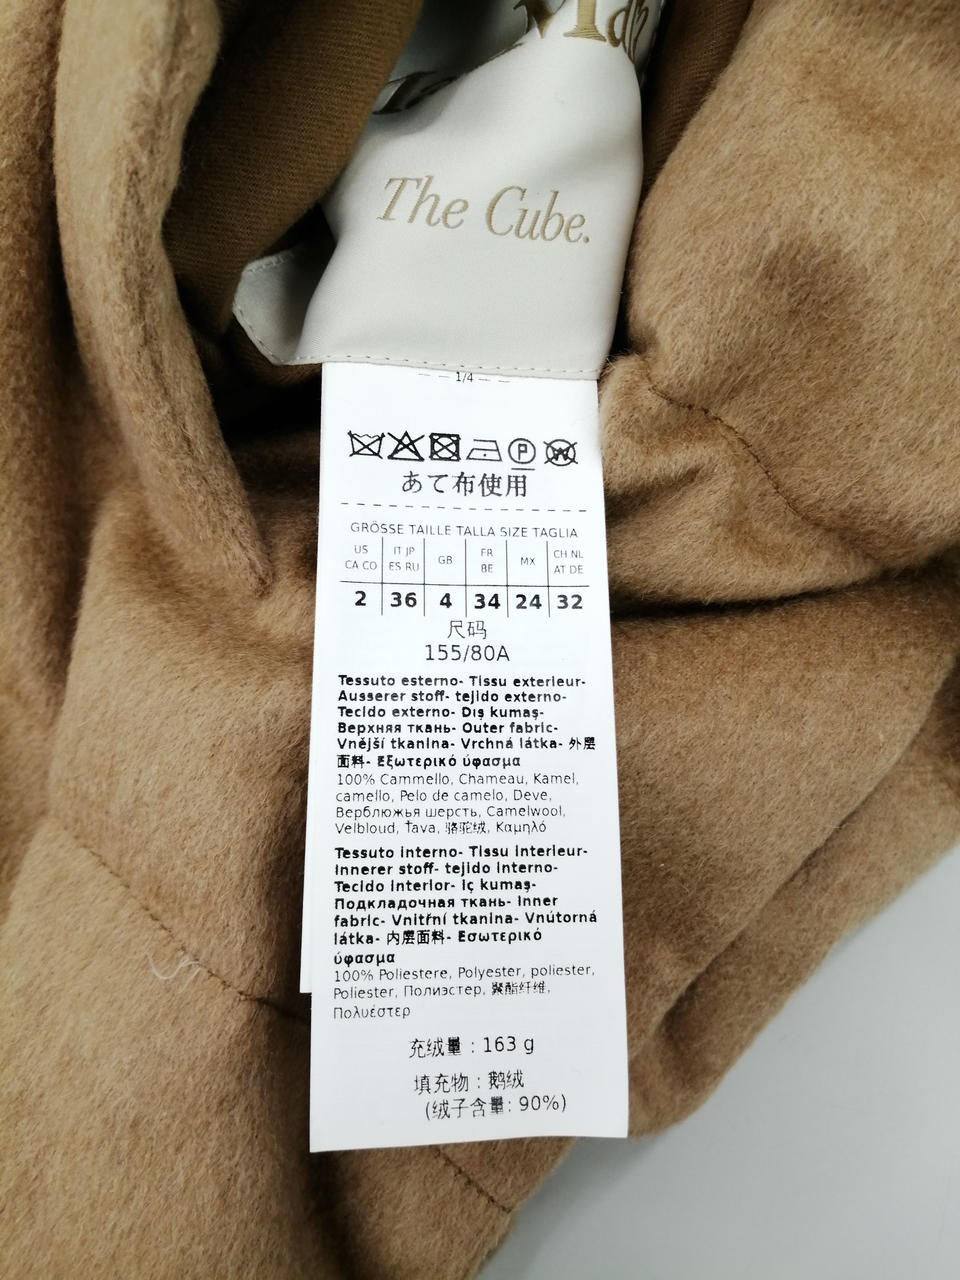 The Cube.
1/4
P
W
あて布使用
GRÖSSE TAILLE TALLA SIZE TAGLIA
US CA CO IT JP ES RU GB FR BE MX CH NL AT DE
2 36 4 34 24 32
尺码
155/80A
Tessuto esterno- Tissu exterieur-
Ausserer stoff- tejido externo-
Tecido externo- Dış kumaş-
Верхняя ткань- Outer fabric-
Vnější tkanina- Vrchná látka- 外层
面料- Εξωτερικό ύφασμα
100% Cammello, Chameau, Kamel,
camello, Pelo de camelo, Deve,
Верблюжья шерсть, Camelwool,
Velbloud, Ťava, 骆驼绒, Καμηλό
Tessuto interno- Tissu interieur-
Innerer stoff- tejido interno-
Tecido interior- iç kumaş-
Подкладочная ткань- Inner
fabric- Vnitřní tkanina- Vnútorná
látka- 内层面料- Εσωτερικό
ύφασμα
100% Poliestere, Polyester, poliester,
Poliester, Полиэстер, 聚酯纤维,
Πολυέστερ
充绒量 : 163 g
填充物 : 鹅绒
(绒子含量: 90%)